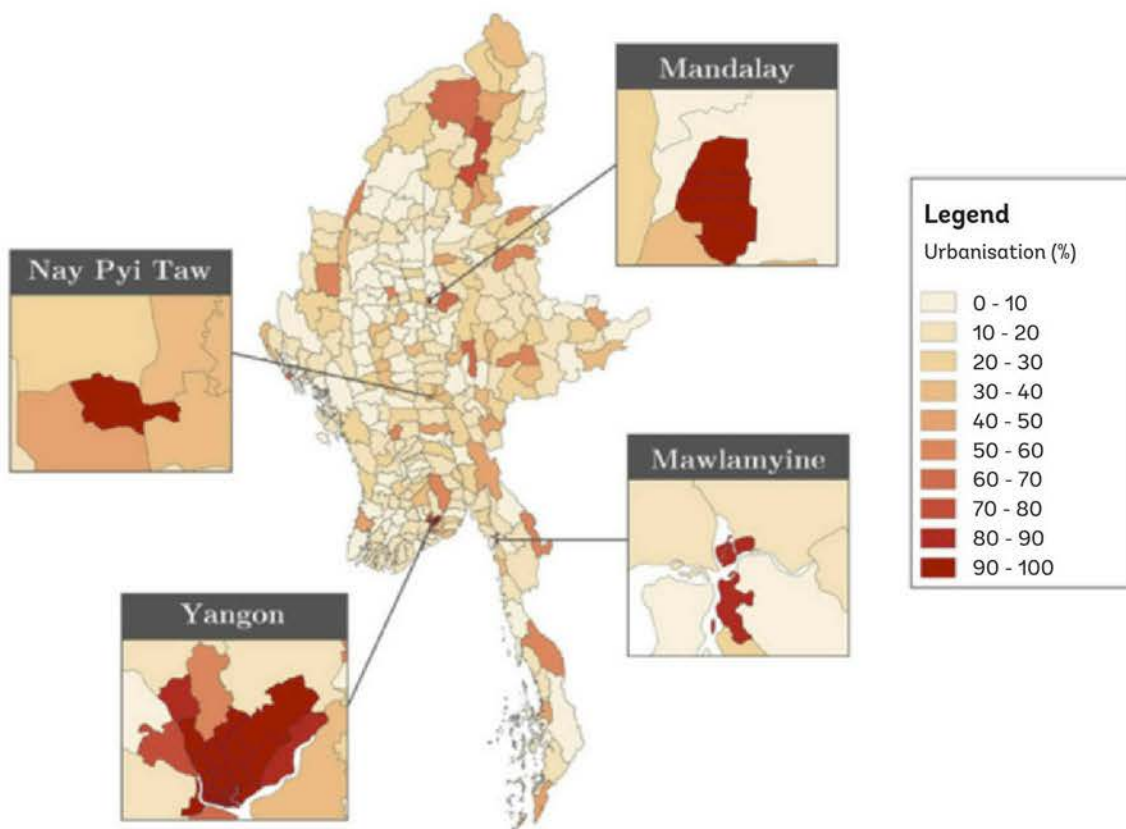 Mandalay
Nay Pyi Taw
Mawlamyine
Yangon
Legend
Urbanisation (%)
0 - 10
10 - 20
20 - 30
30 - 40
40 - 50
50 - 60
60 - 70
70 - 80
80 - 90
90 - 100